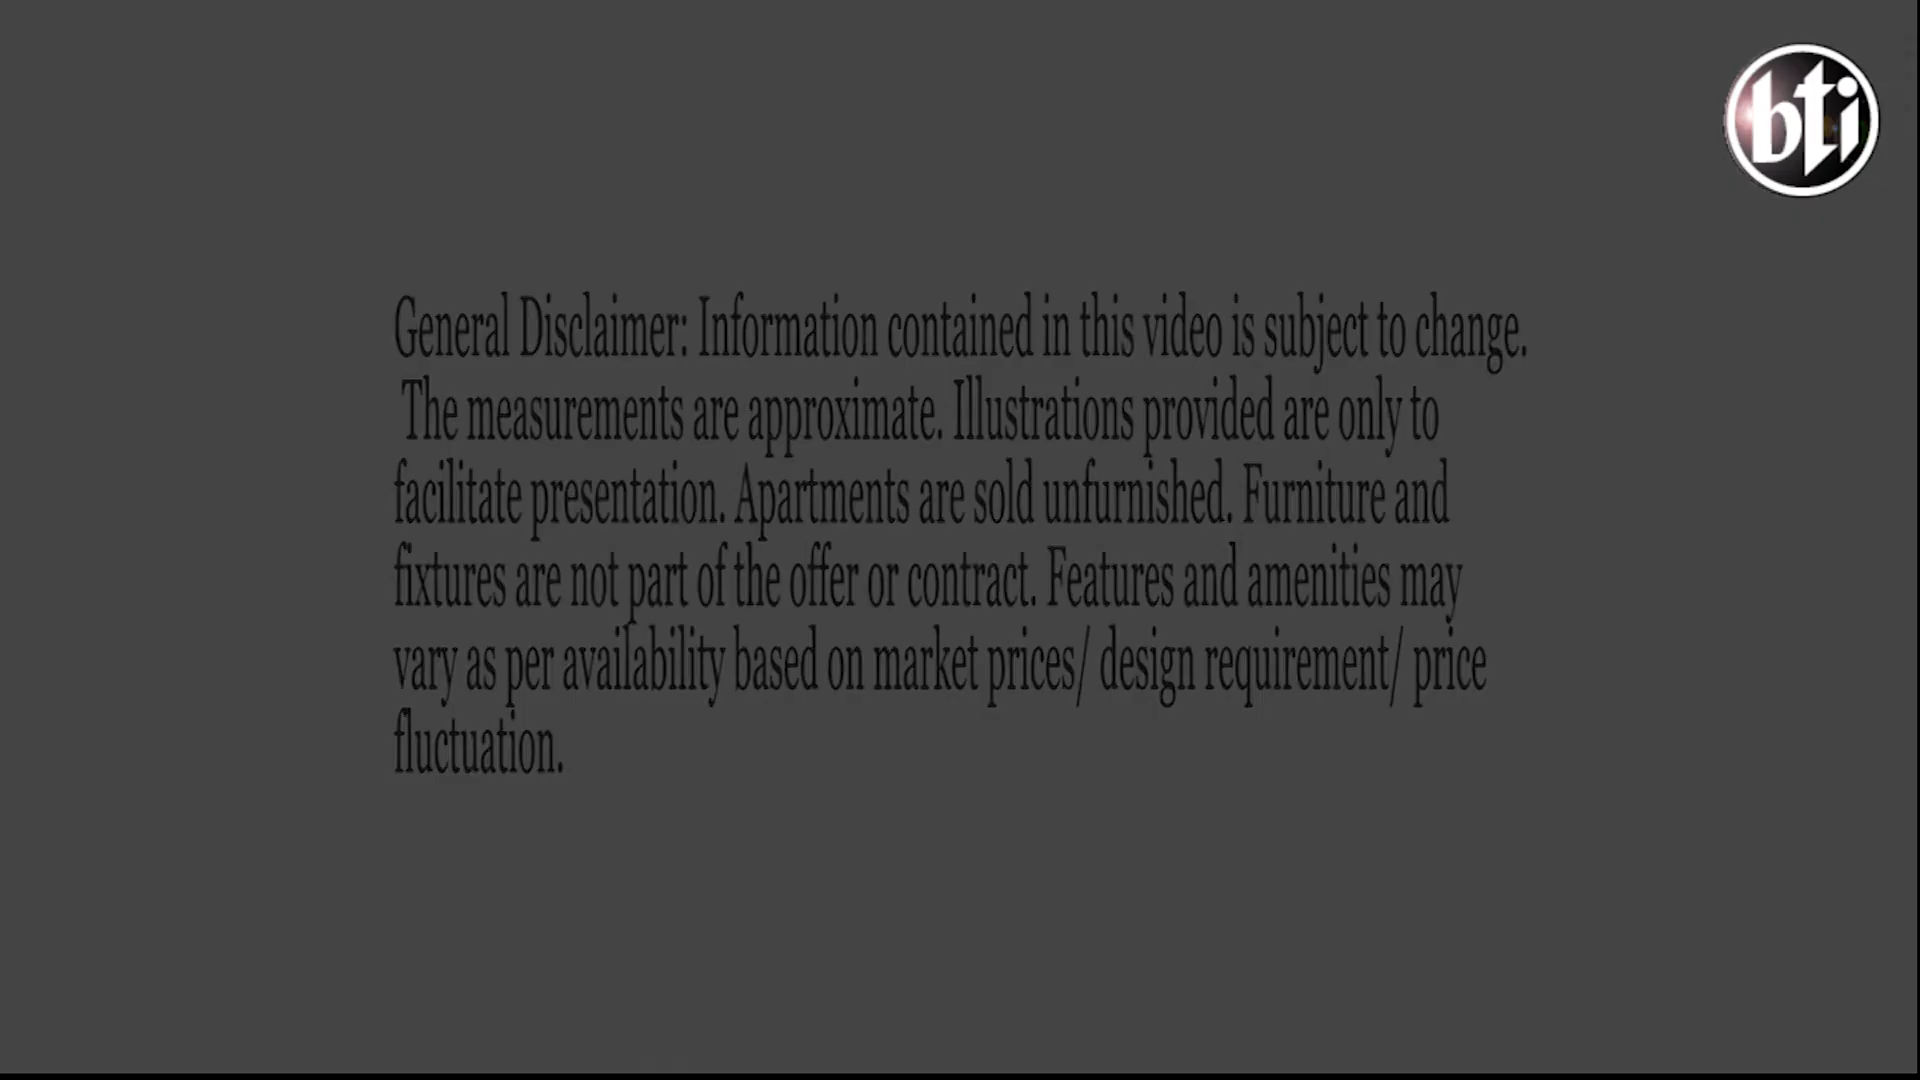 bti
General Disclaimer: Information contained in this video is subject to change.
The measurements are approximate. Illustrations provided are only to
facilitate presentation. Apartments are sold unfurnished. Furniture and
fixtures are not part of the offer or contract. Features and amenities may
vary as per availability based on market prices/ design requirement/ price
fluctuation.